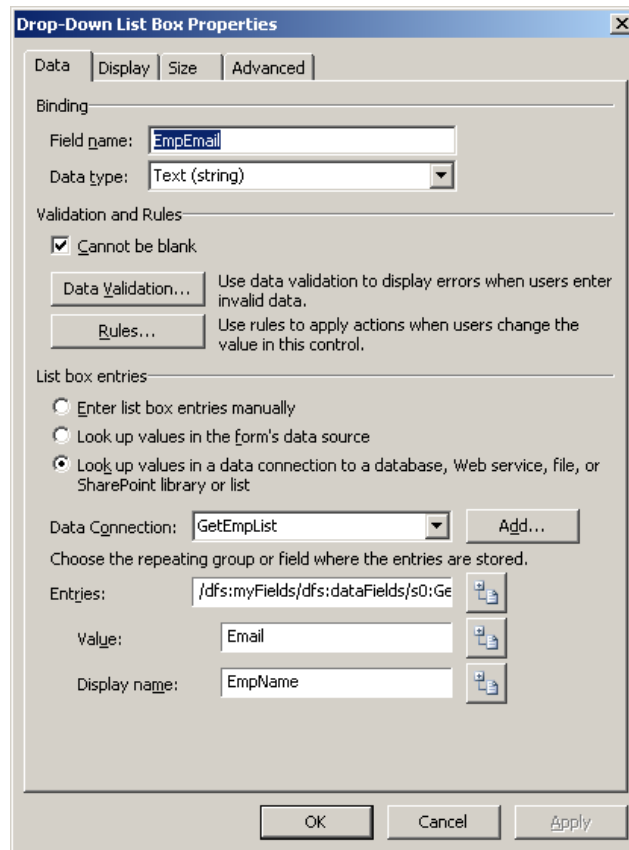 Drop-Down List Box Properties
Data Display Size Advanced
Binding
Field name: EmpEmail
Data type: Text (string)
Validation and Rules
Cannot be blank
Data Validation... Use data validation to display errors when users enter
invalid data.
Rules... Use rules to apply actions when users change the
value in this control.
List box entries
Enter list box entries manually
Look up values in the form's data source
Look up values in a data connection to a database, Web service, file, or
SharePoint library or list
Data Connection: GetEmpList Add...
Choose the repeating group or field where the entries are stored.
Entries: /dfs:myFields/dfs:dataFields/s0:Ge
Value: Email
Display name: EmpName
OK Cancel Apply